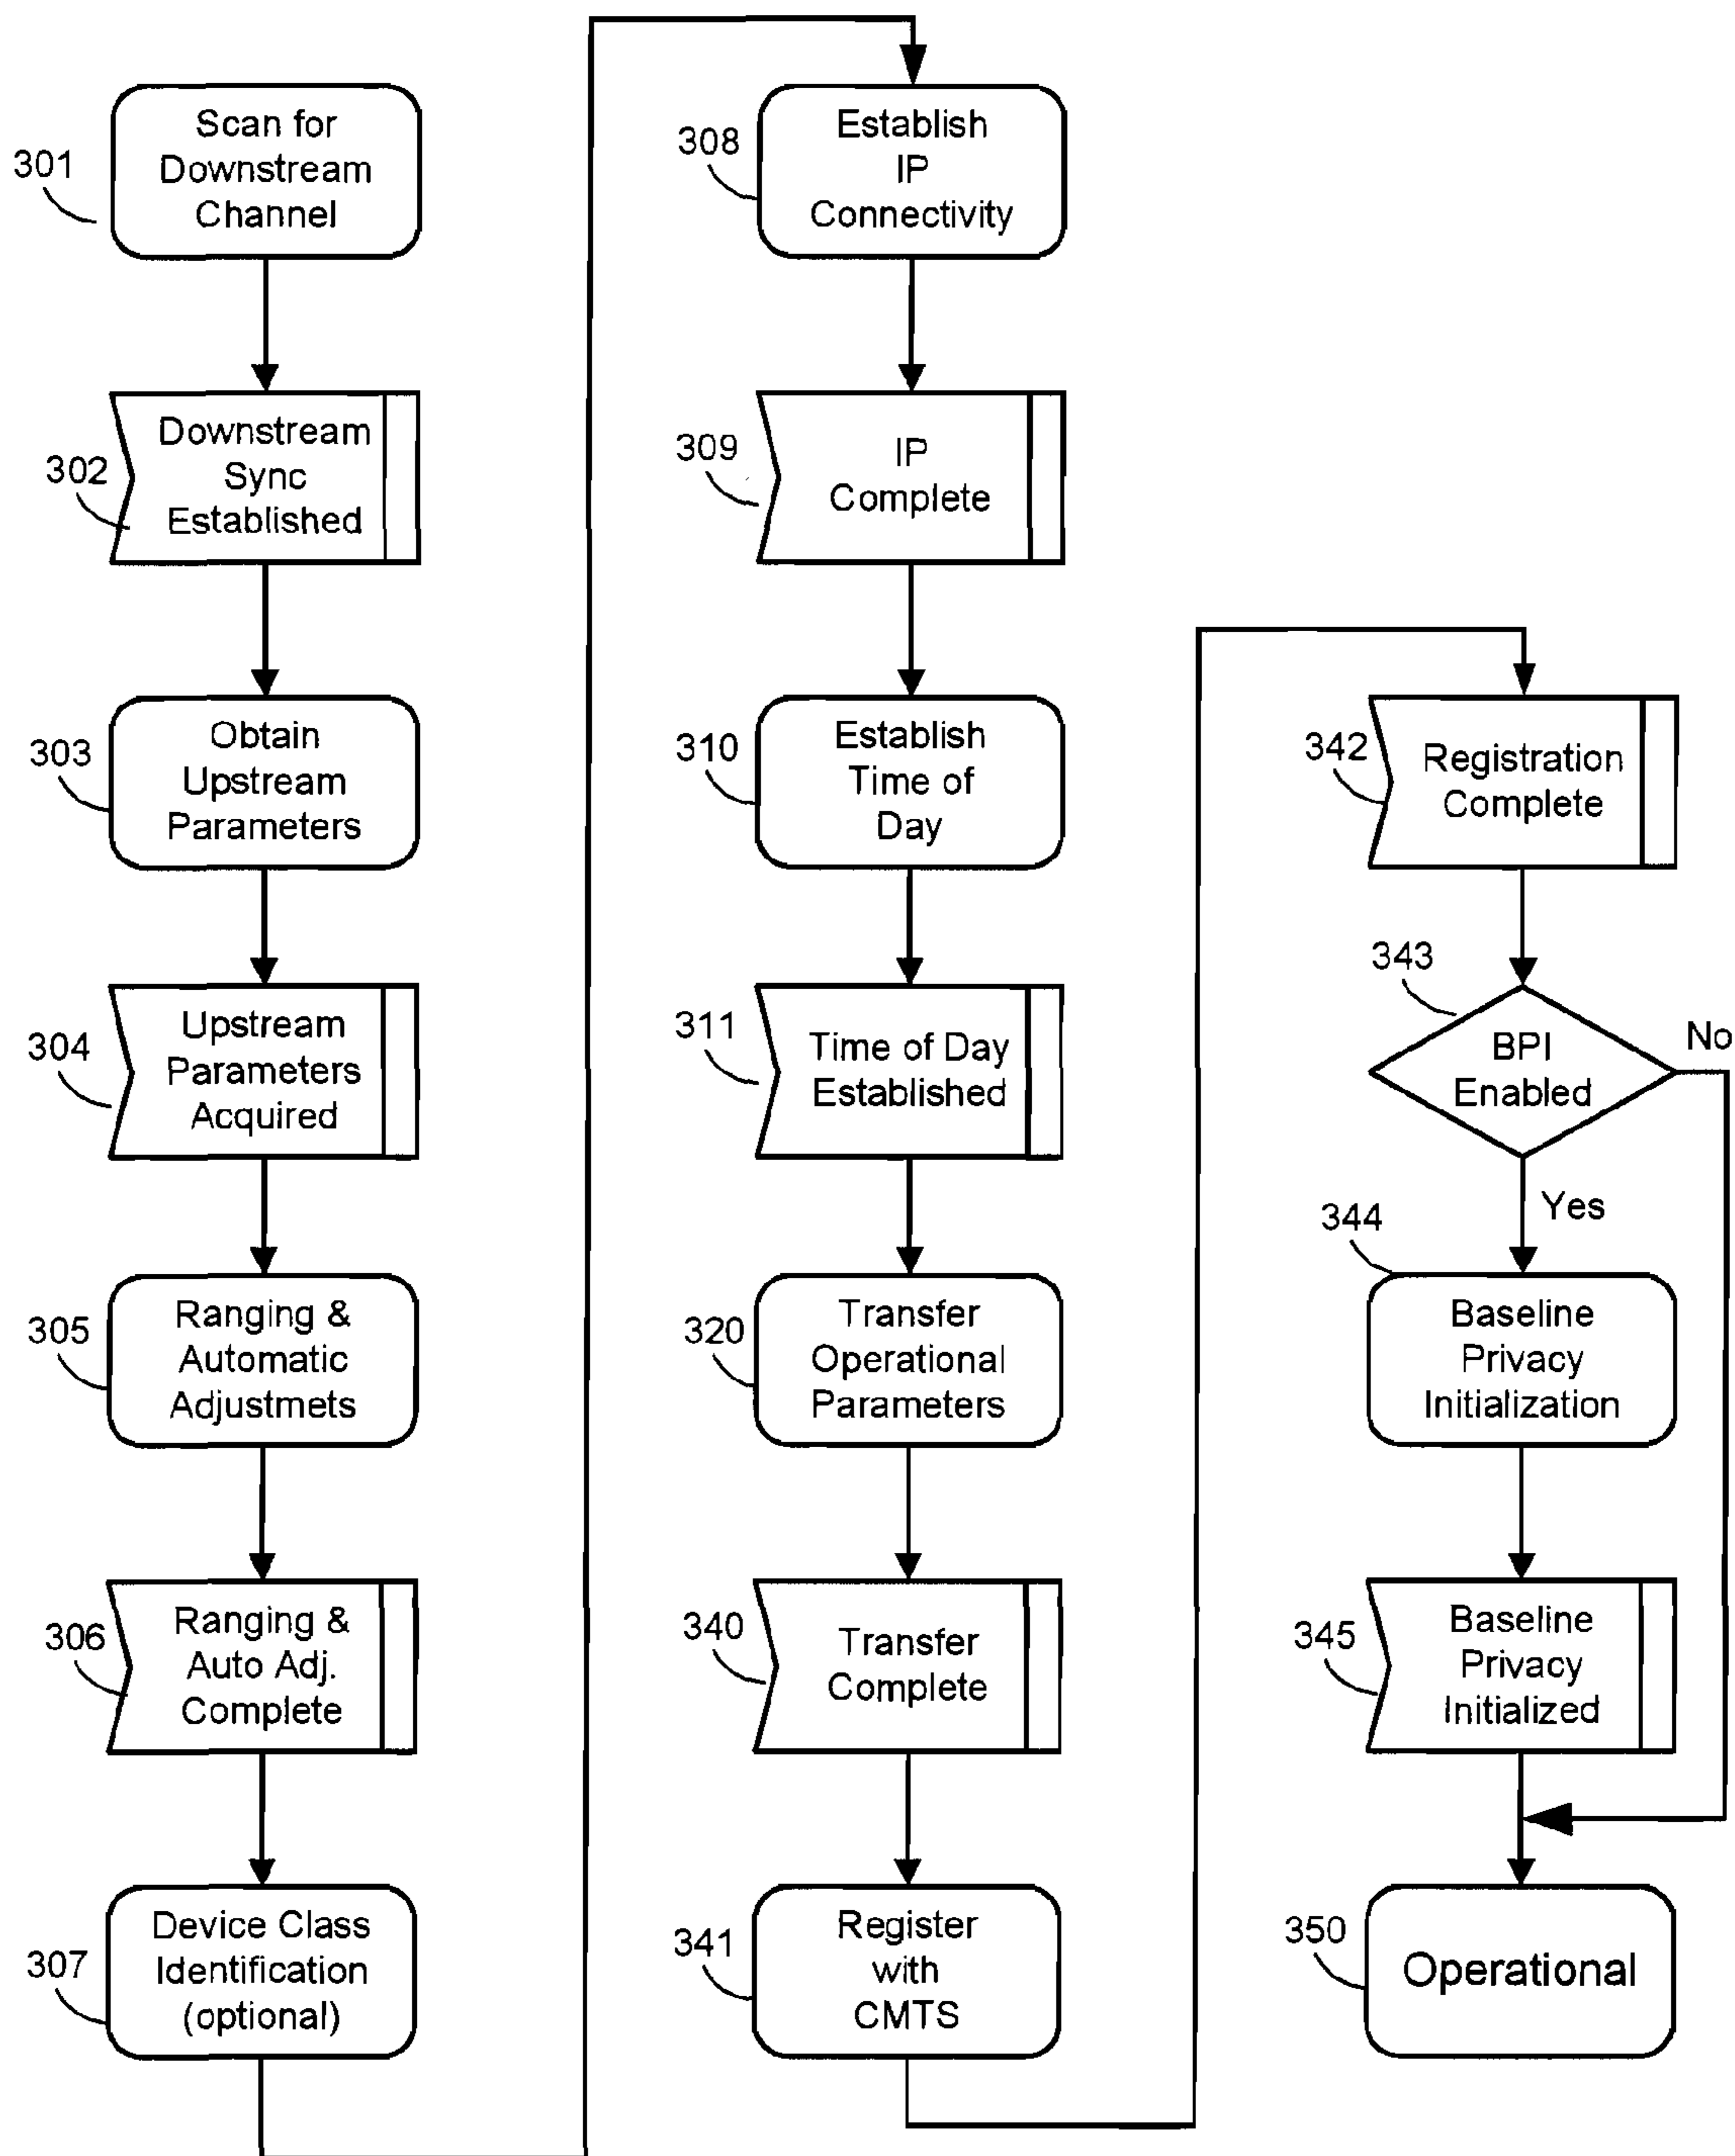 301
Scan for
Downstream
Channel
302
Downstream
Sync
Established
303
Obtain
Upstream
Parameters
304
Upstream
Parameters
Acquired
305
Ranging &
Automatic
Adjustmets
306
Ranging &
Auto Adj.
Complete
307
Device Class
Identification
(optional)
308
Establish
IP
Connectivity
309
IP
Complete
310
Establish
Time of
Day
311
Time of Day
Established
320
Transfer
Operational
Parameters
340
Transfer
Complete
341
Register
with
CMTS
342
Registration
Complete
343
BPI
Enabled
No
Yes
344
Baseline
Privacy
Initialization
345
Baseline
Privacy
Initialized
350
Operational